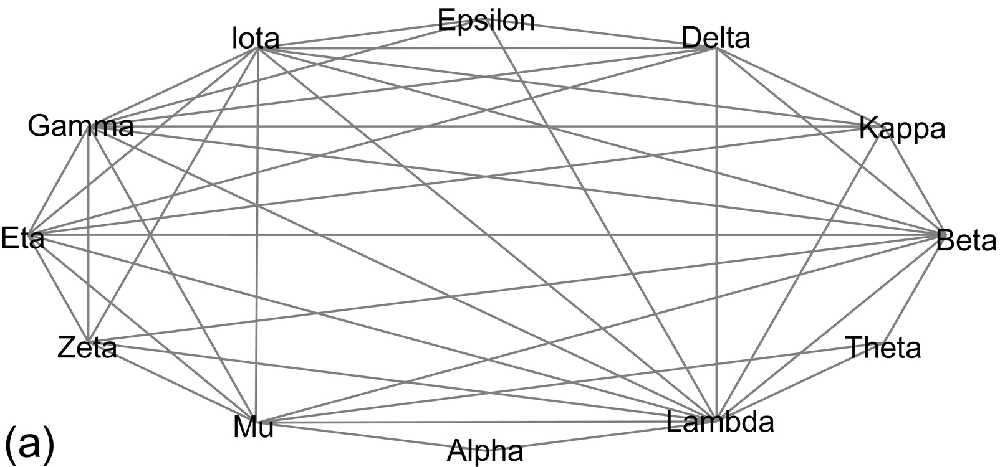 Epsilon
Iota
Delta
Gamma
Kappa
Eta
Beta
Zeta
Theta
Mu
Lambda
Alpha
(a)